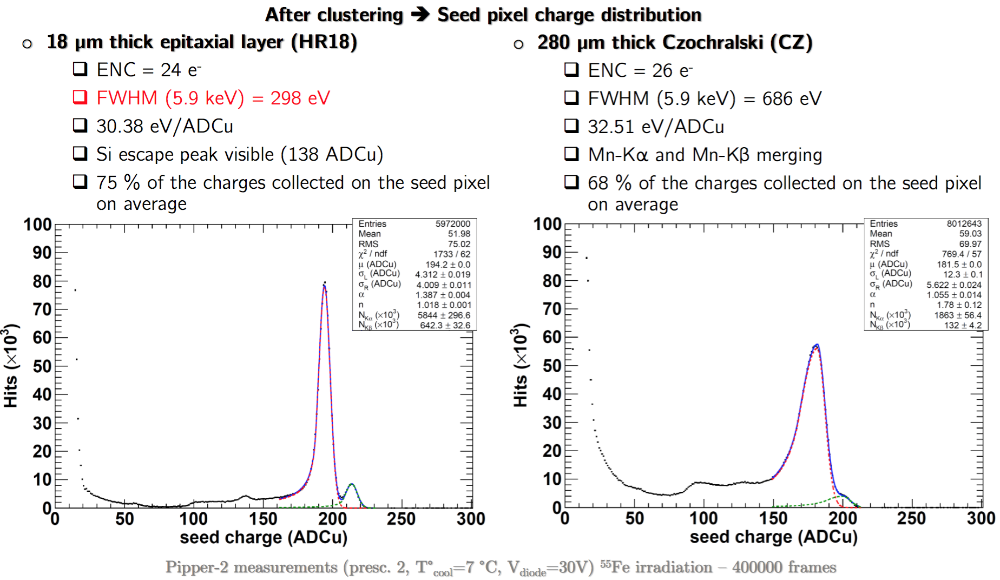 After clustering ➔ Seed pixel charge distribution
○ 18 µm thick epitaxial layer (HR18)
❑ ENC = 24 e-
❑ FWHM (5.9 keV) = 298 eV
❑ 30.38 eV/ADCu
❑ Si escape peak visible (138 ADCu)
❑ 75 % of the charges collected on the seed pixel
on average
○ 280 µm thick Czochralski (CZ)
❑ ENC = 26 e-
❑ FWHM (5.9 keV) = 686 eV
❑ 32.51 eV/ADCu
❑ Mn-Kα and Mn-Kβ merging
❑ 68 % of the charges collected on the seed pixel
on average
Hits (×10³)
100
90
80
70
60
50
40
30
20
10
0
0 50 100 150 200 250 300
seed charge (ADCu)
Entries 5972000
Mean 51.98
RMS 75.02
χ² / ndf 1733 / 62
μ (ADCu) 194.2 ± 0.0
σL (ADCu) 4.312 ± 0.019
σR (ADCu) 4.009 ± 0.011
α 1.387 ± 0.004
n 1.018 ± 0.001
NKα (×10³) 5844 ± 296.6
NKβ (×10³) 642.3 ± 32.6
Hits (×10³)
100
90
80
70
60
50
40
30
20
10
0
0 50 100 150 200 250 300
seed charge (ADCu)
Entries 8012643
Mean 59.03
RMS 69.97
χ² / ndf 769.4 / 57
μ (ADCu) 181.5 ± 0.0
σL (ADCu) 12.3 ± 0.1
σR (ADCu) 5.622 ± 0.024
α 1.055 ± 0.014
n 1.78 ± 0.12
NKα (×10³) 1863 ± 56.4
NKβ (×10³) 132 ± 4.2
Pipper-2 measurements (presc. 2, T°cool=7 °C, Vdiode=30V) ⁵⁵Fe irradiation – 400000 frames